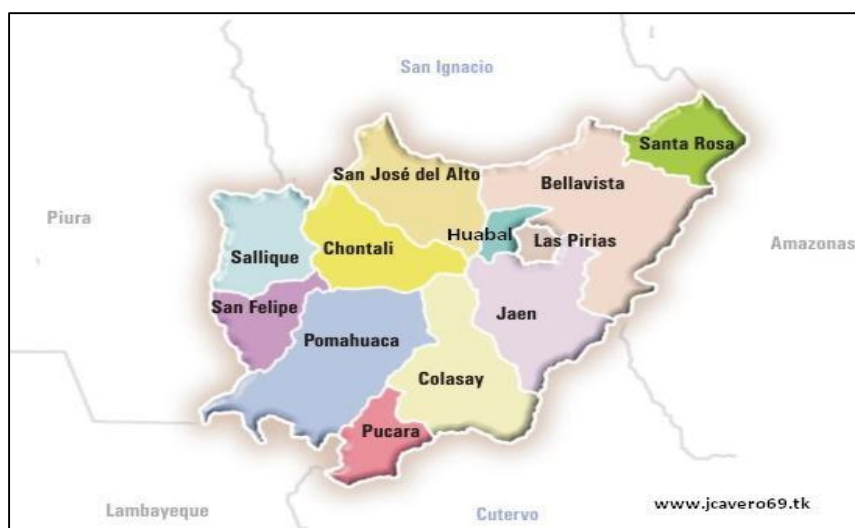 San Ignacio
Santa Rosa
San José del Alto
Bellavista
Piura
Huabal
Las Pirias
Amazonas
Chontali
Sallique
San Felipe
Jaen
Pomahuaca
Colasay
Pucara
Lambayeque
Cutervo
www.jcavero69.tk